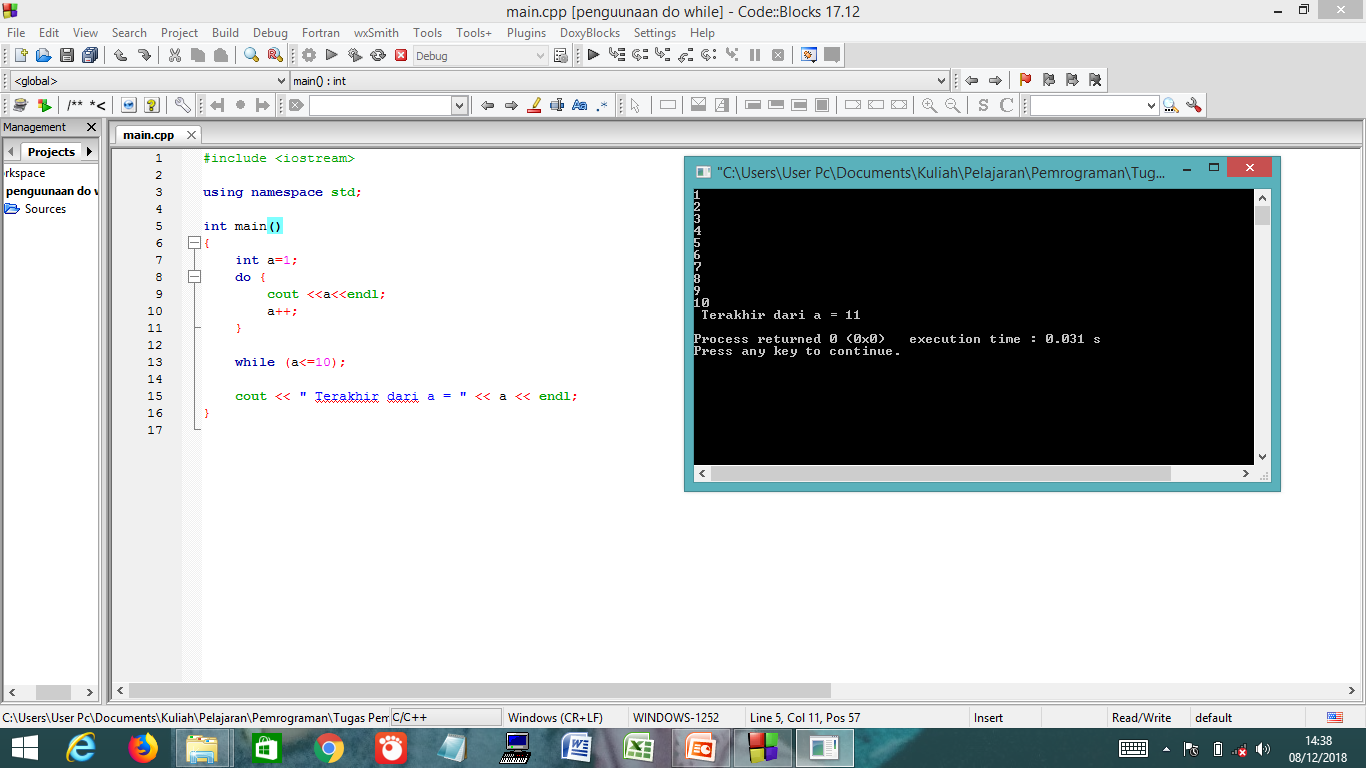 main.cpp [penguunaan do while] - Code::Blocks 17.12
File Edit View Search Project Build Debug Fortran wxSmith Tools Tools+ Plugins DoxyBlocks Settings Help
Debug
<global> main() : int
/** *<
Aa .*
S C
Management
Projects
main.cpp
rkspace
penguunaan do w
Sources
1 #include <iostream>
2
3 using namespace std;
4
5 int main()
6 {
7 int a=1;
8 do {
9 cout <<a<<endl;
10 a++;
11 }
12
13 while (a<=10);
14
15 cout << " Terakhir dari a = " << a << endl;
16 }
17
"C:\Users\User Pc\Documents\Kuliah\Pelajaran\Pemrograman\Tug...
1
2
3
4
5
6
7
8
9
10
Terakhir dari a = 11
Process returned 0 (0x0) execution time : 0.031 s
Press any key to continue.
C:\Users\User Pc\Documents\Kuliah\Pelajaran\Pemrograman\Tugas Pem C/C++ Windows (CR+LF) WINDOWS-1252 Line 5, Col 11, Pos 57 Insert Read/Write default
14:38
08/12/2018